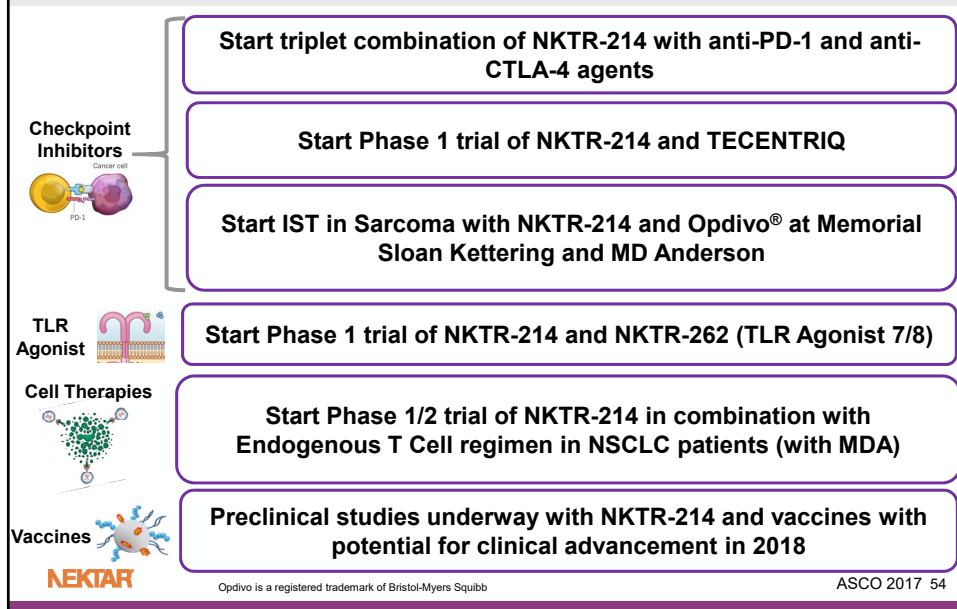 Start triplet combination of NKTR-214 with anti-PD-1 and anti-
CTLA-4 agents
Checkpoint
Inhibitors
Cancer cell
PD-1
Start Phase 1 trial of NKTR-214 and TECENTRIQ
Start IST in Sarcoma with NKTR-214 and Opdivo® at Memorial
Sloan Kettering and MD Anderson
TLR
Agonist
Start Phase 1 trial of NKTR-214 and NKTR-262 (TLR Agonist 7/8)
Cell Therapies
Start Phase 1/2 trial of NKTR-214 in combination with
Endogenous T Cell regimen in NSCLC patients (with MDA)
Vaccines
Preclinical studies underway with NKTR-214 and vaccines with
potential for clinical advancement in 2018
NEKTAR
Opdivo is a registered trademark of Bristol-Myers Squibb
ASCO 2017 54